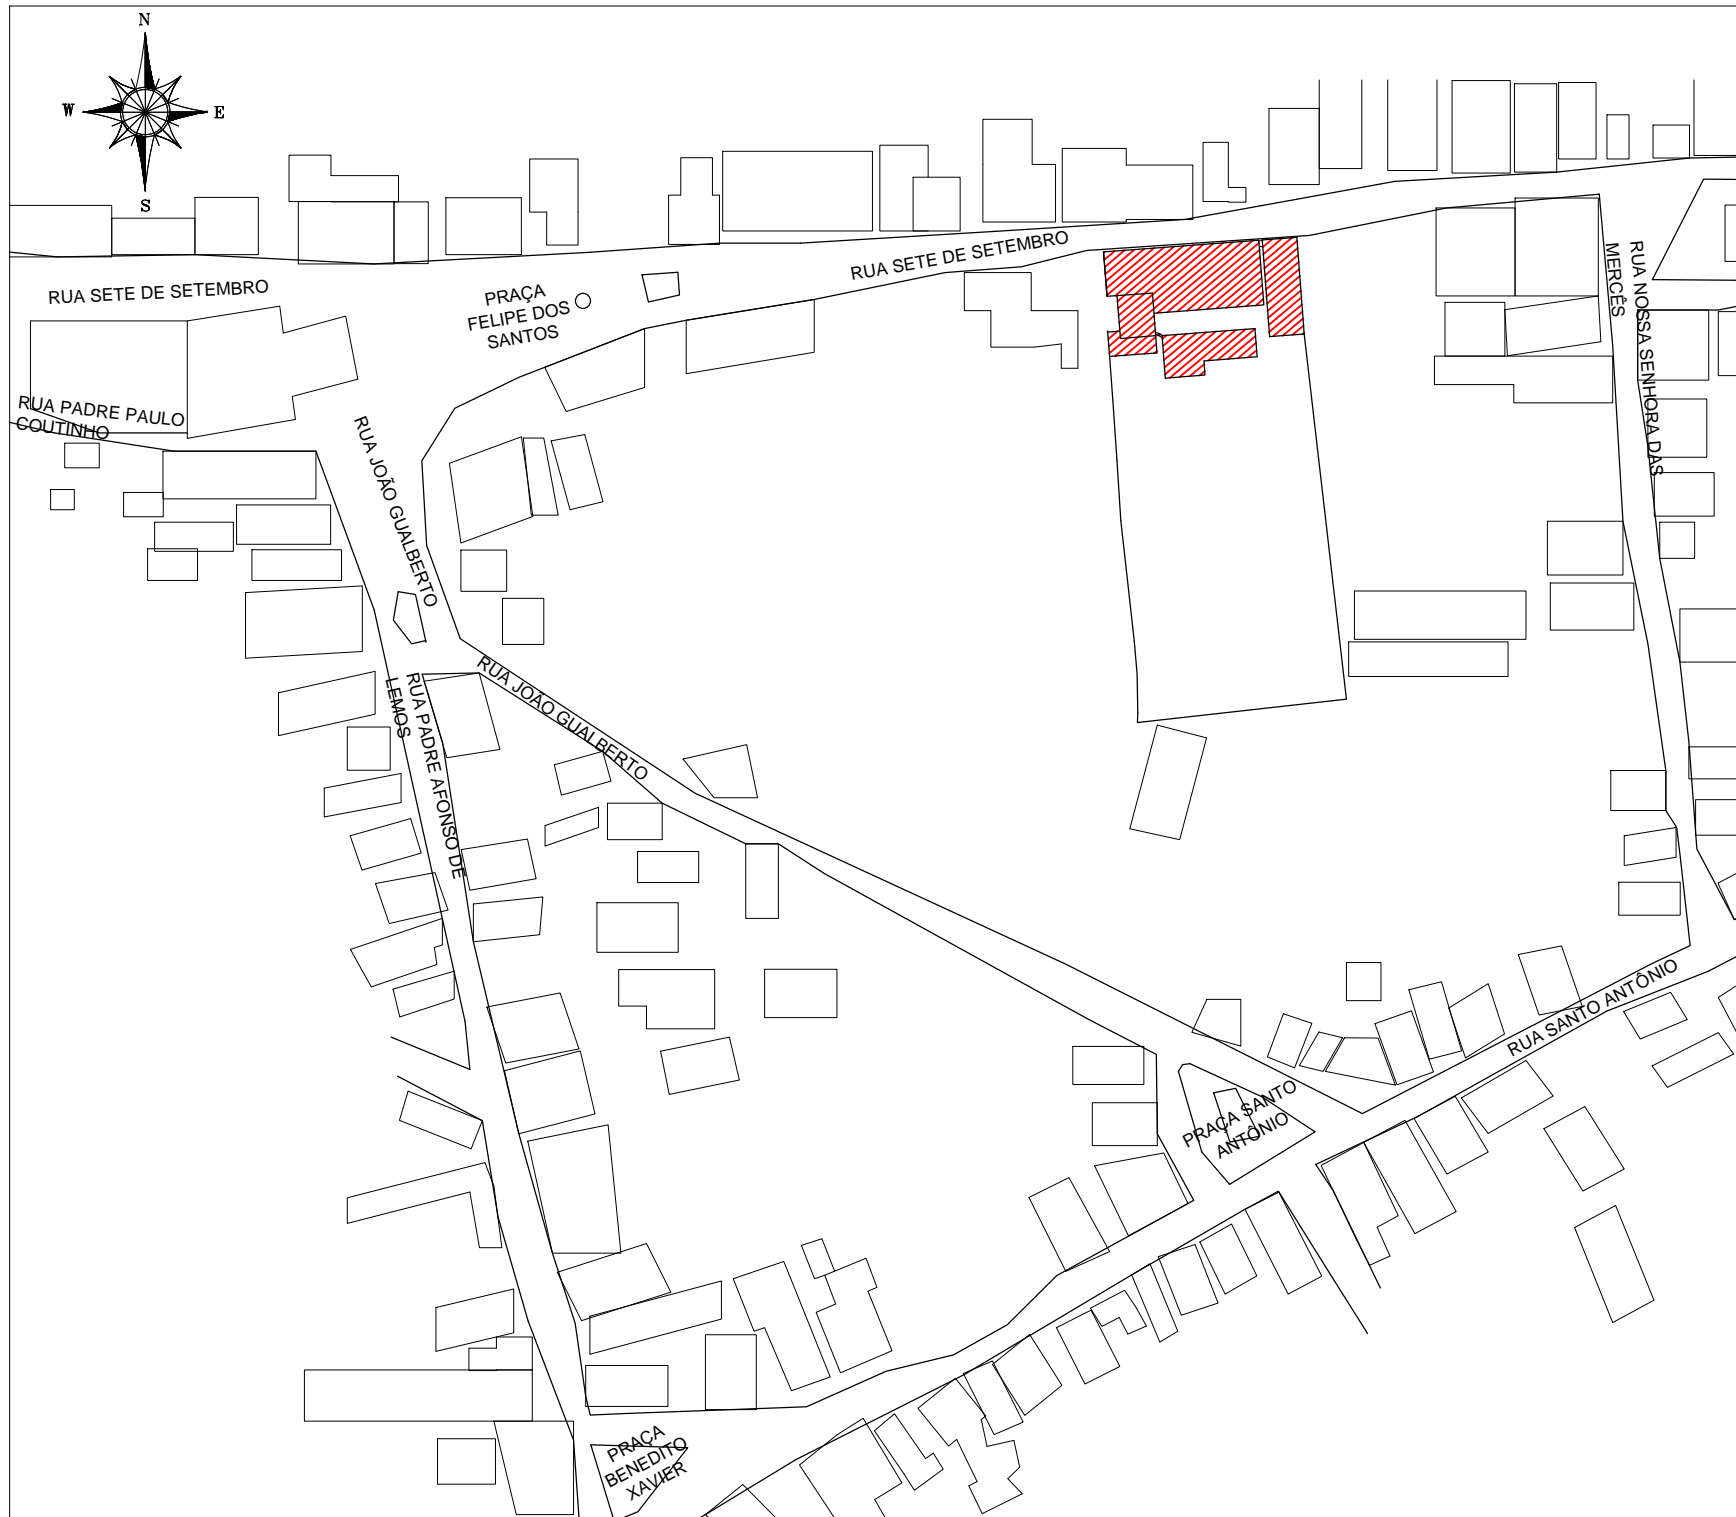 N
W
E
S
RUA SETE DE SETEMBRO
RUA SETE DE SETEMBRO
PRAÇA
FELIPE DOS
SANTOS
RUA NOSSA SENHORA DAS
MERCÊS
RUA PADRE PAULO
COUTINHO
RUA JOÃO GUALBERTO
RUA JOÃO GUALBERTO
RUA PADRE AFONSO DE
LEMOS
RUA SANTO ANTÔNIO
PRAÇA SANTO
ANTÔNIO
PRAÇA
BENEDITO
XAVIER